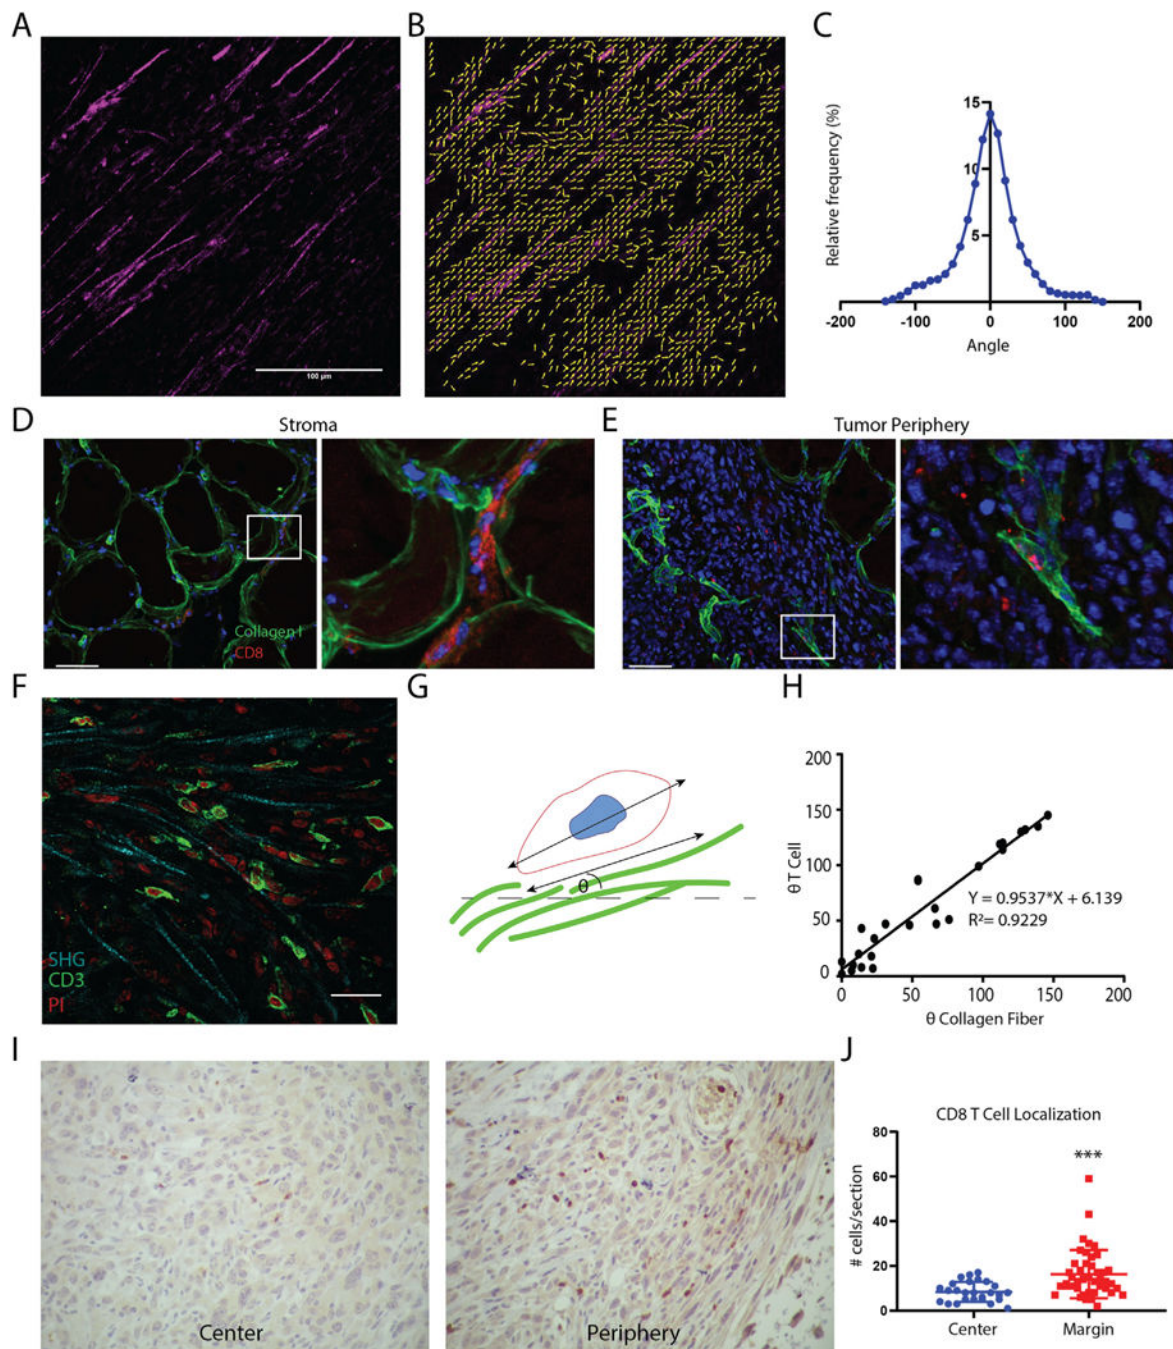 A
B
C
100 µm
Relative frequency (%)
15
10
5
-200
-100
0
100
200
Angle
D
Stroma
E
Tumor Periphery
Collagen I
CD8
F
G
H
SHG
CD3
PI
θ
θ T Cell
200
150
100
50
0
Y = 0.9537*X + 6.139
R²= 0.9229
0
50
100
150
200
θ Collagen Fiber
I
J
Center
Periphery
CD8 T Cell Localization
# cells/section
80
60
40
20
0
***
Center
Margin